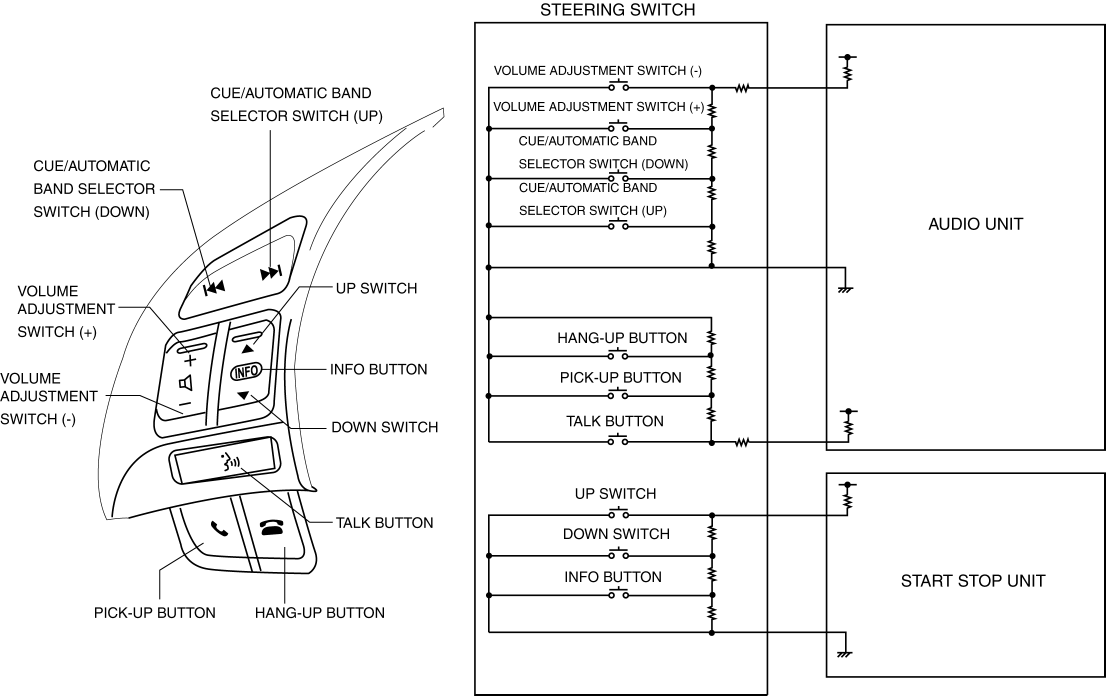 STEERING SWITCH
CUE/AUTOMATIC BAND
SELECTOR SWITCH (UP)
CUE/AUTOMATIC
BAND SELECTOR
SWITCH (DOWN)
VOLUME
ADJUSTMENT
SWITCH (+)
VOLUME
ADJUSTMENT
SWITCH (-)
+
INFO
−
UP SWITCH
INFO BUTTON
DOWN SWITCH
TALK BUTTON
PICK-UP BUTTON
HANG-UP BUTTON
VOLUME ADJUSTMENT SWITCH (-)
VOLUME ADJUSTMENT SWITCH (+)
CUE/AUTOMATIC BAND
SELECTOR SWITCH (DOWN)
CUE/AUTOMATIC BAND
SELECTOR SWITCH (UP)
HANG-UP BUTTON
PICK-UP BUTTON
TALK BUTTON
UP SWITCH
DOWN SWITCH
INFO BUTTON
AUDIO UNIT
START STOP UNIT